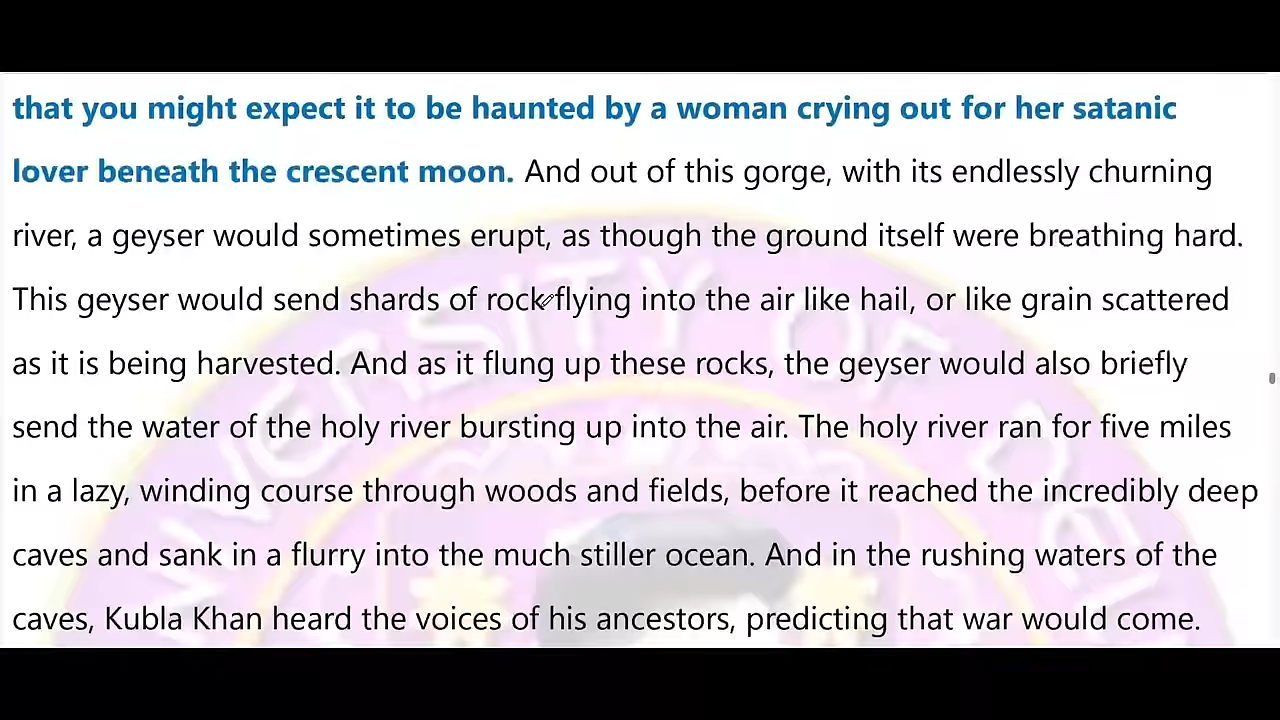 that you might expect it to be haunted by a woman crying out for her satanic
lover beneath the crescent moon. And out of this gorge, with its endlessly churning
river, a geyser would sometimes erupt, as though the ground itself were breathing hard.
This geyser would send shards of rock flying into the air like hail, or like grain scattered
as it is being harvested. And as it flung up these rocks, the geyser would also briefly
send the water of the holy river bursting up into the air. The holy river ran for five miles
in a lazy, winding course through woods and fields, before it reached the incredibly deep
caves and sank in a flurry into the much stiller ocean. And in the rushing waters of the
caves, Kubla Khan heard the voices of his ancestors, predicting that war would come.